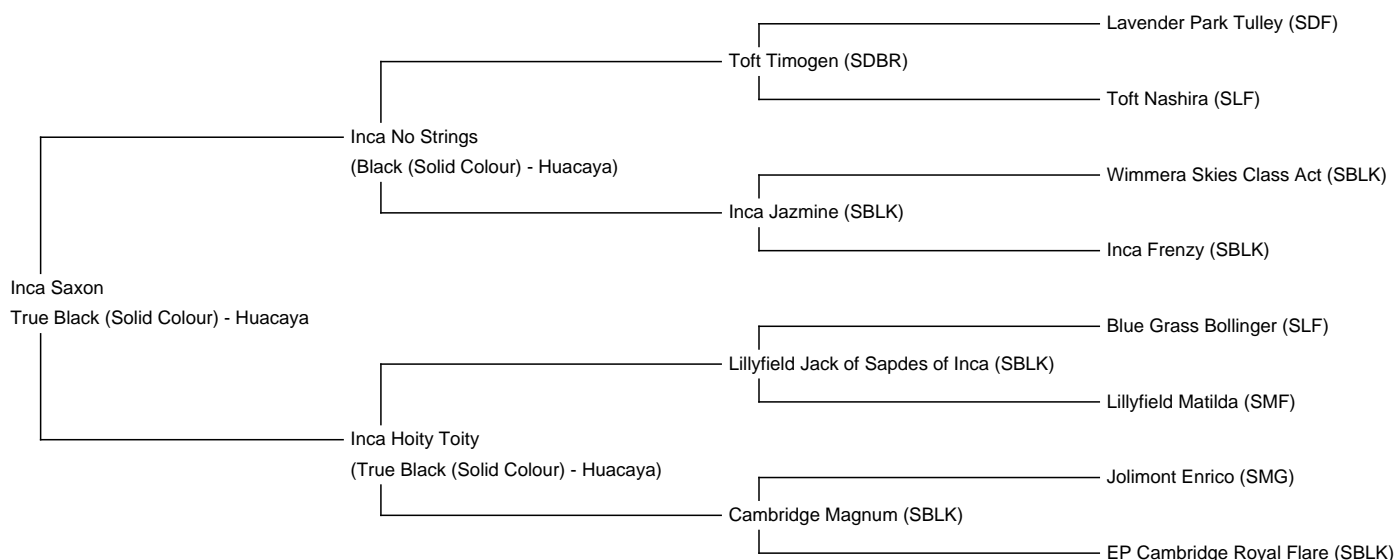 Lavender Park Tulley (SDF)
Toft Timogen (SDBR)
Toft Nashira (SLF)
Inca No Strings
(Black (Solid Colour) - Huacaya)
Wimmera Skies Class Act (SBLK)
Inca Jazmine (SBLK)
Inca Frenzy (SBLK)
Inca Saxon
True Black (Solid Colour) - Huacaya
Blue Grass Bollinger (SLF)
Lillyfield Jack of Sapdes of Inca (SBLK)
Lillyfield Matilda (SMF)
Inca Hoity Toity
(True Black (Solid Colour) - Huacaya)
Jolimont Enrico (SMG)
Cambridge Magnum (SBLK)
EP Cambridge Royal Flare (SBLK)